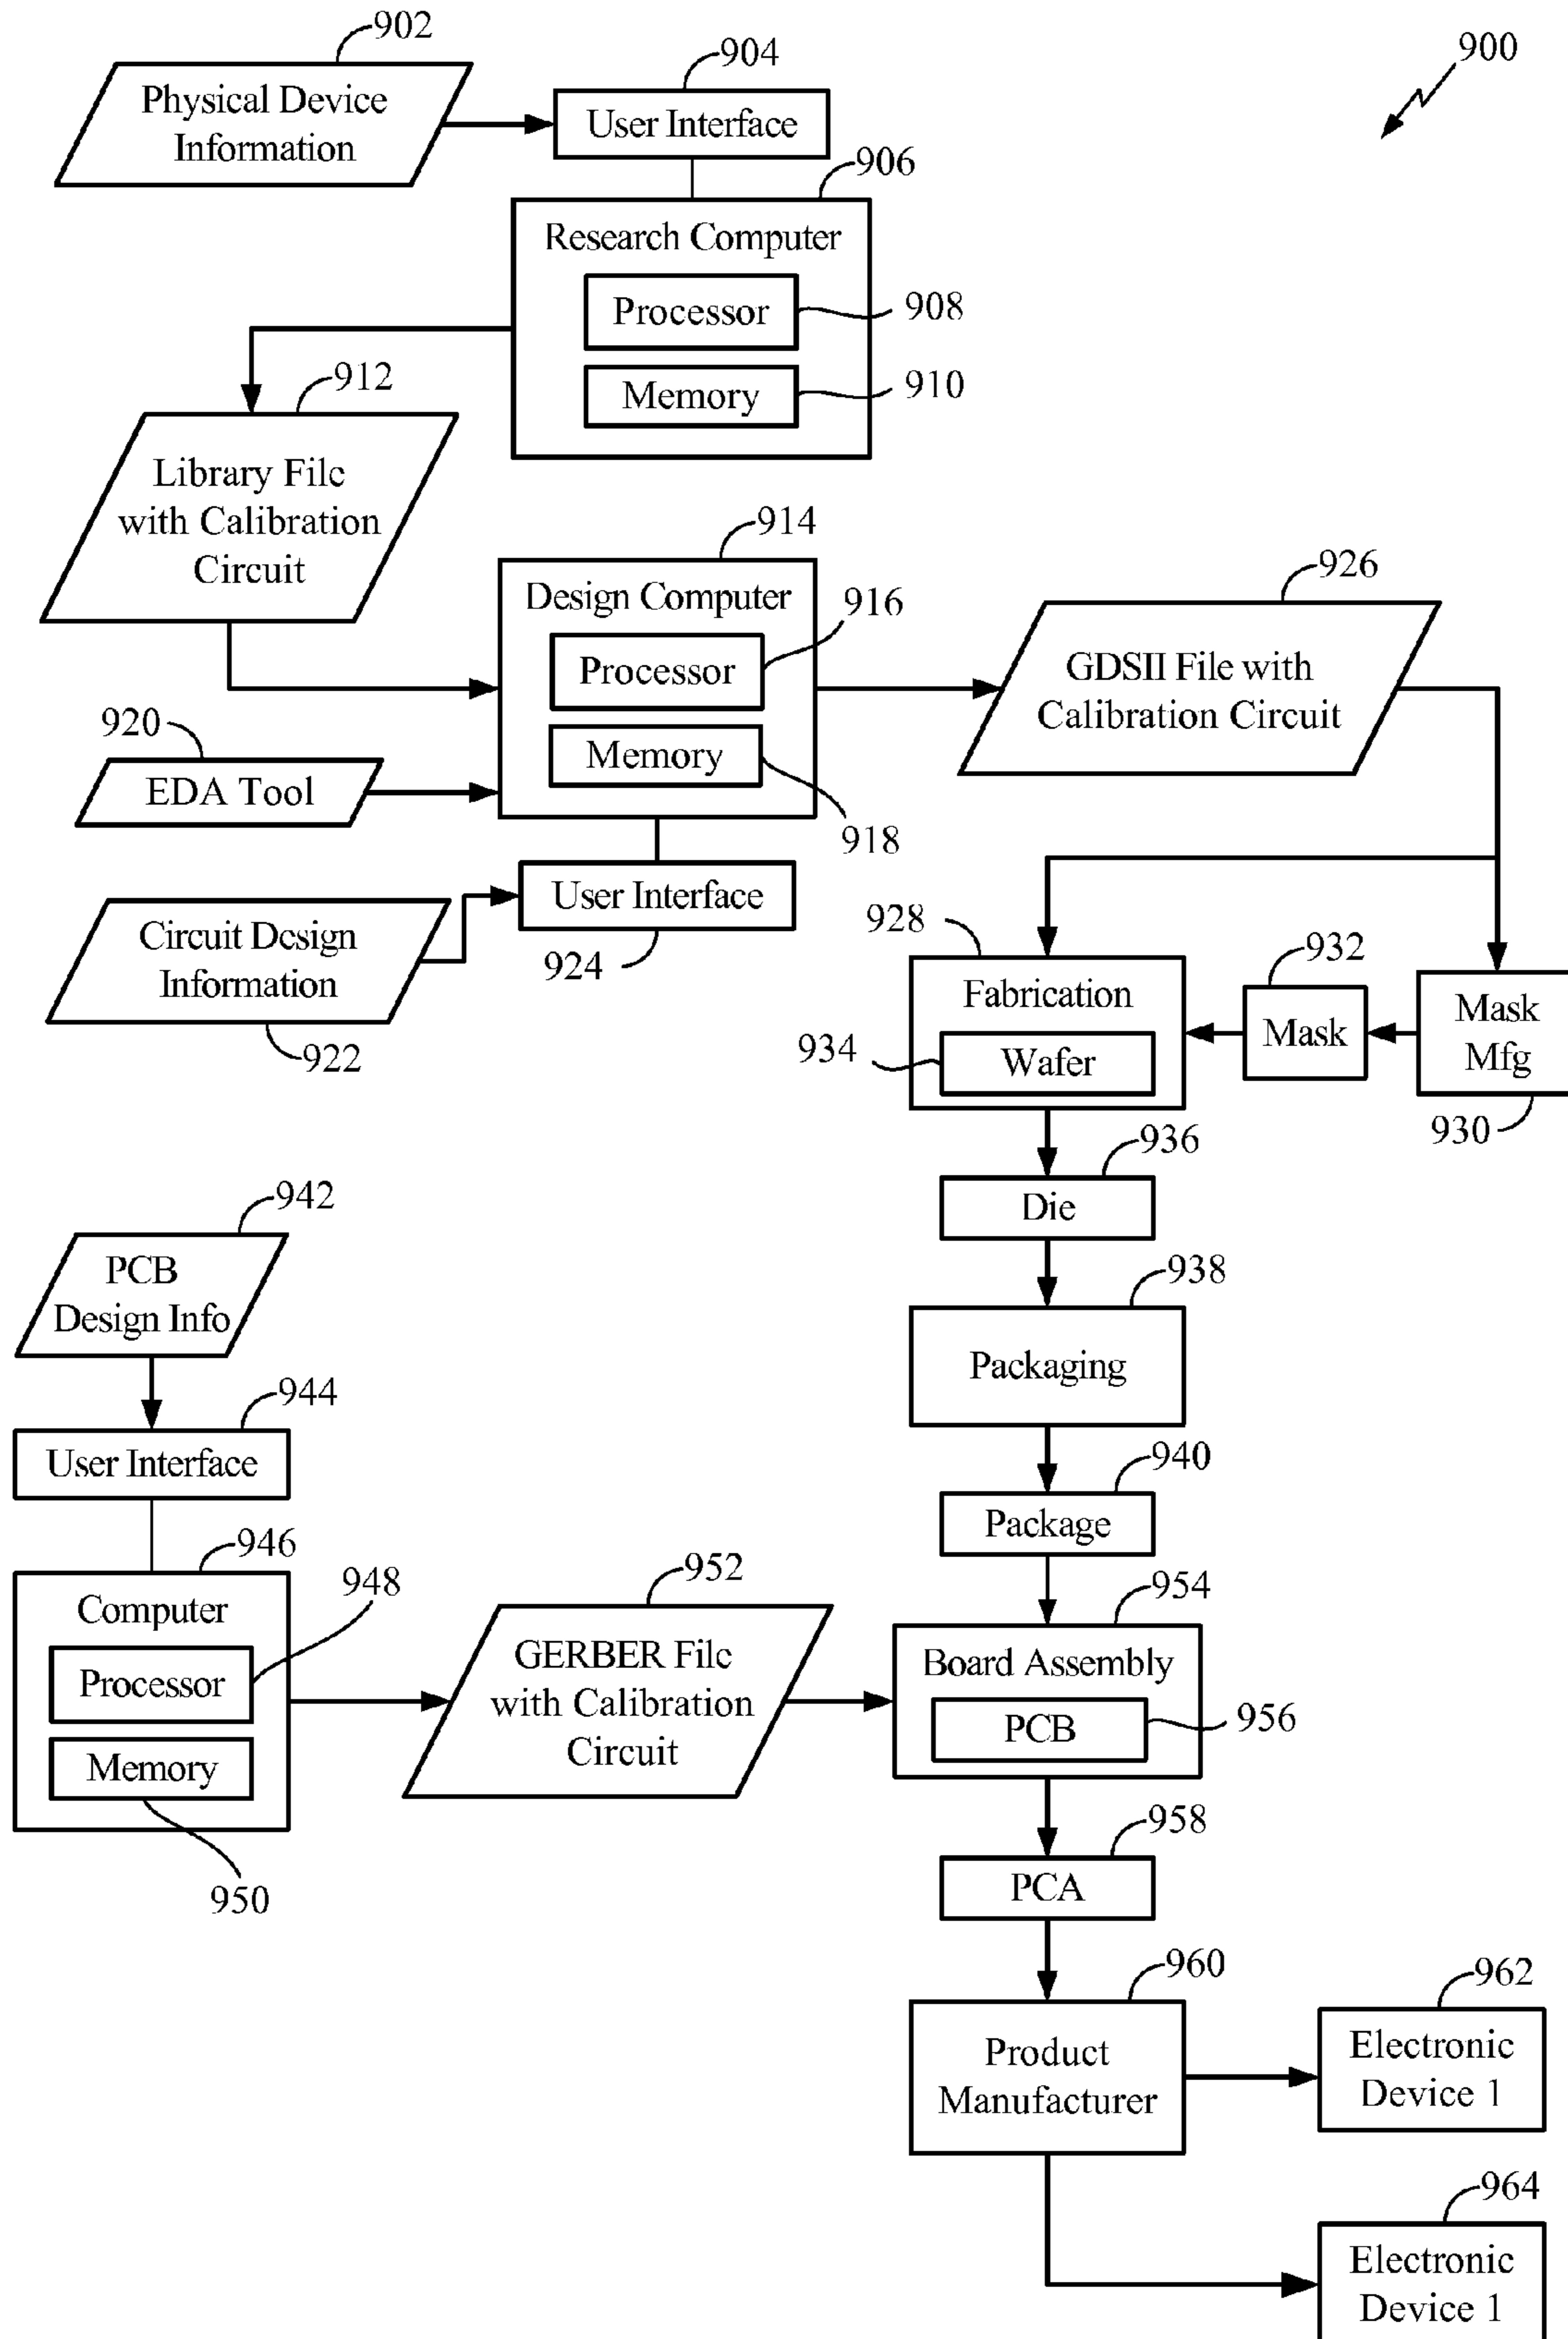 902
Physical Device
Information
904
User Interface
900
906
Research Computer
Processor
908
Memory
910
912
Library File
with Calibration
Circuit
914
Design Computer
916
Processor
Memory
918
920
EDA Tool
926
GDSII File with
Calibration Circuit
User Interface
924
Circuit Design
Information
922
928
Fabrication
934
Wafer
932
Mask
Mask
Mfg
930
936
Die
938
Packaging
940
Package
942
PCB
Design Info
944
User Interface
946
Computer
948
Processor
Memory
950
952
GERBER File
with Calibration
Circuit
954
Board Assembly
PCB
956
958
PCA
960
Product
Manufacturer
962
Electronic
Device 1
964
Electronic
Device 1